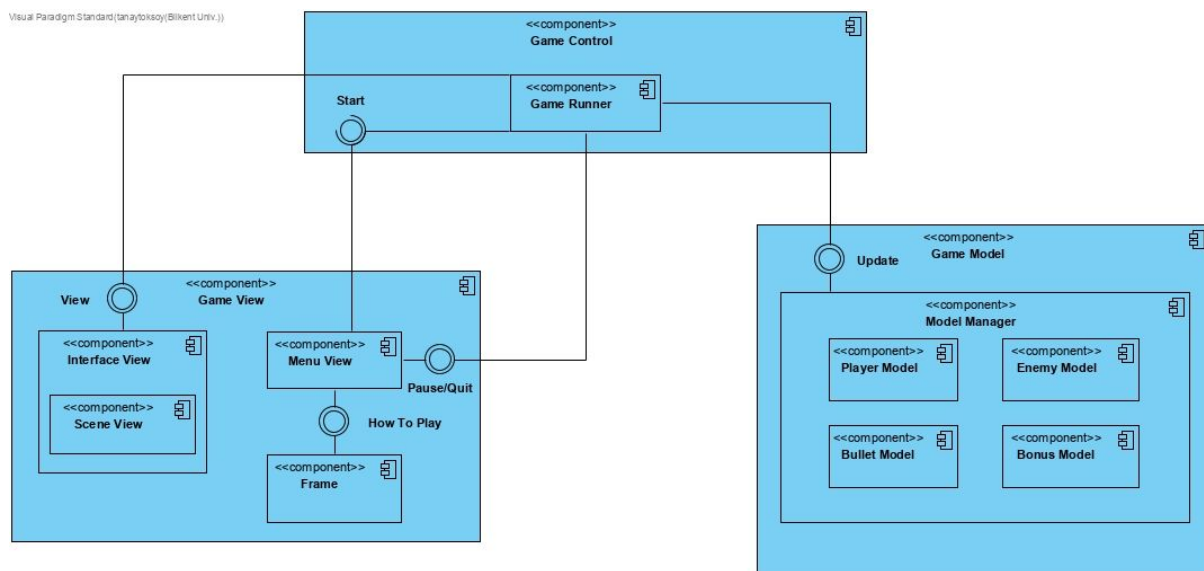 Visual Paradigm Standard(tanaytoksoy(Bilkent Univ.))
<<component>>
Game Control
<<component>>
Game Runner
Start
<<component>>
Game View
View
<<component>>
Interface View
<<component>>
Scene View
<<component>>
Menu View
Pause/Quit
How To Play
<<component>>
Frame
<<component>>
Game Model
Update
<<component>>
Model Manager
<<component>>
Player Model
<<component>>
Enemy Model
<<component>>
Bullet Model
<<component>>
Bonus Model